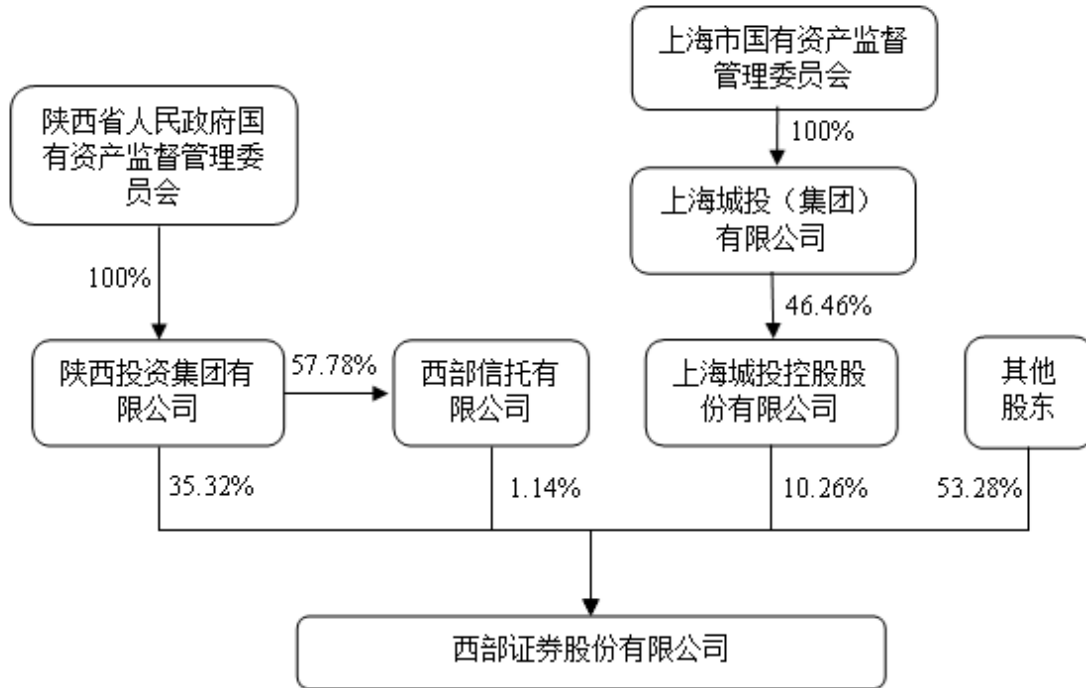 上海市国有资产监督
管理委员会
陕西省人民政府国
有资产监督管理委
员会
100%
上海城投（集团）
有限公司
100%
46.46%
陕西投资集团有
限公司
57.78%
西部信托有
限公司
上海城投控股股
份有限公司
其他
股东
35.32%
1.14%
10.26%
53.28%
西部证券股份有限公司